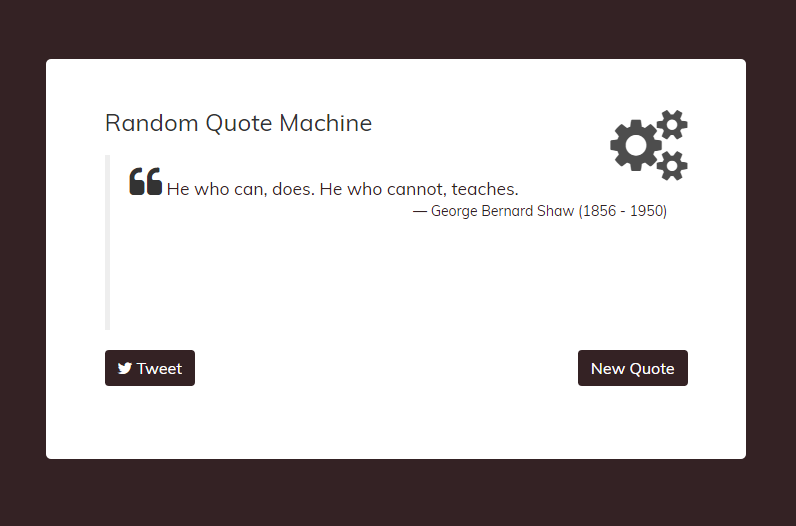 Random Quote Machine
He who can, does. He who cannot, teaches.
— George Bernard Shaw (1856 - 1950)
Tweet
New Quote